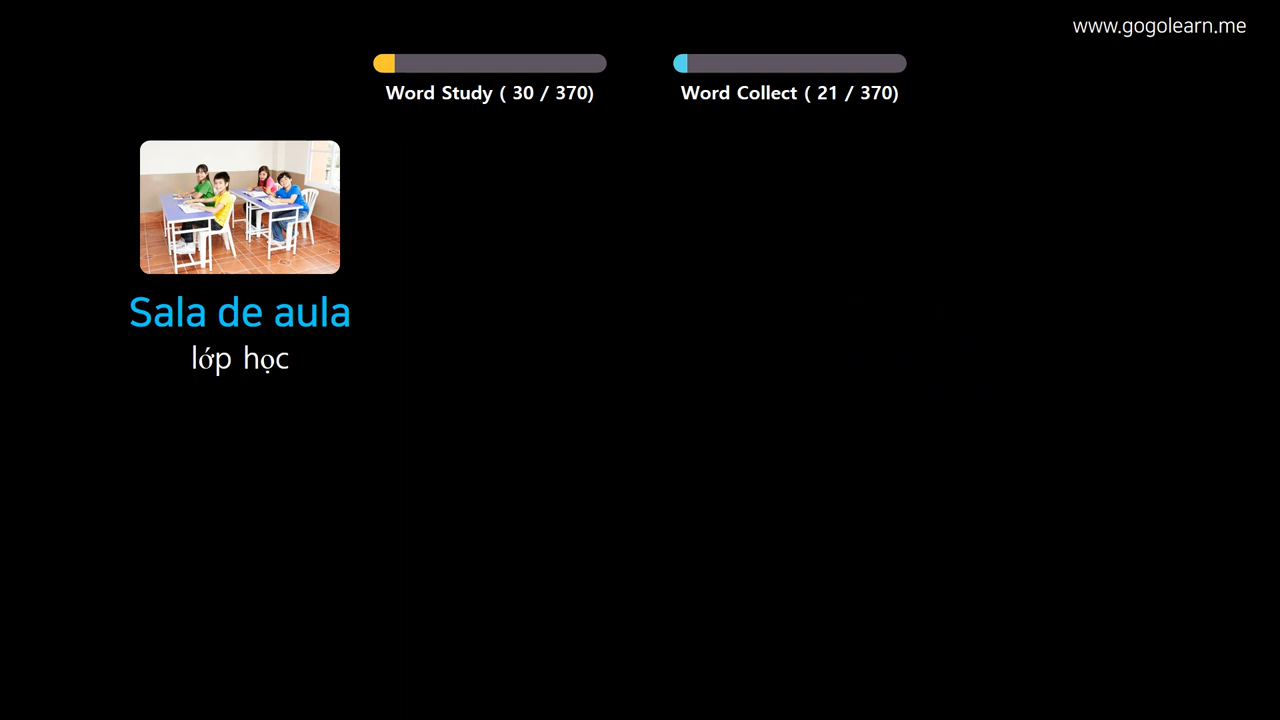 www.gogolearn.me
Word Study ( 30 / 370)
Word Collect ( 21 / 370)
Sala de aula
lớp học